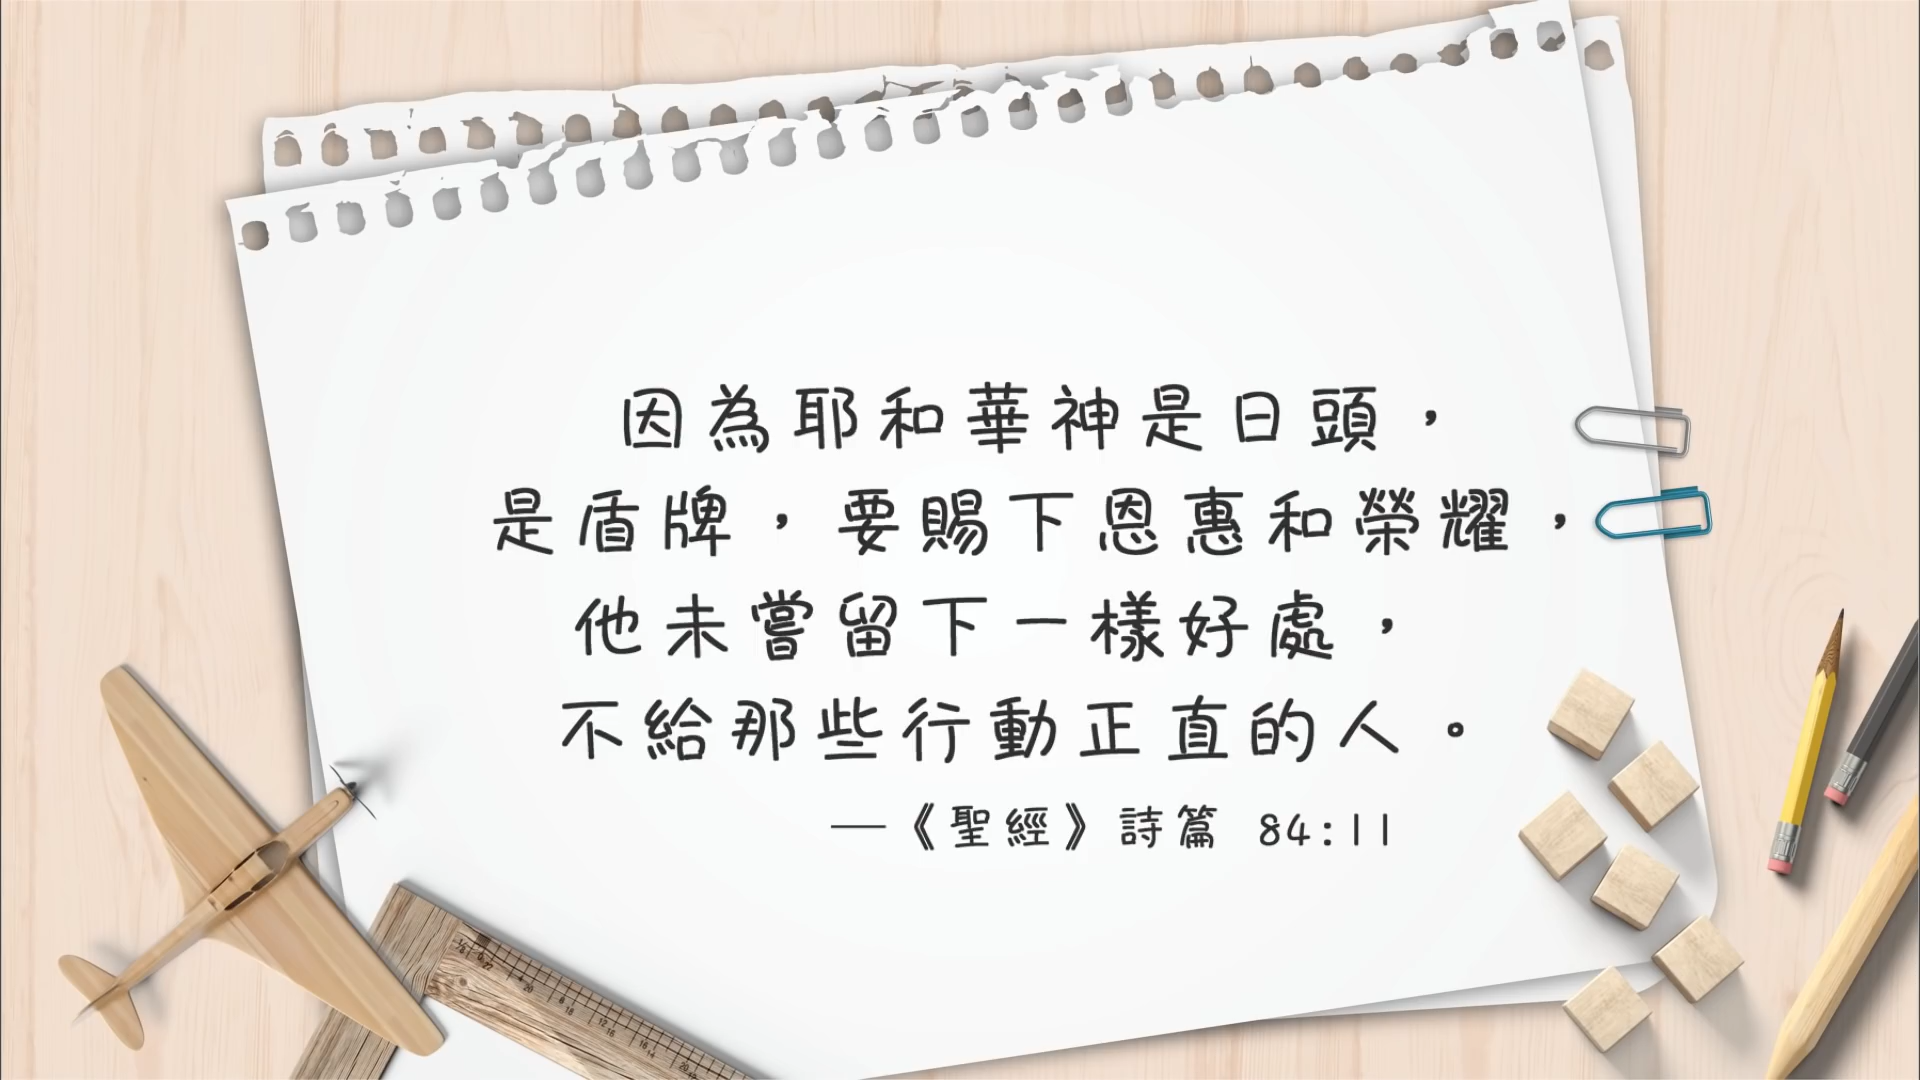 因為耶和華神是日頭，
是盾牌，要賜下恩惠和榮耀，
他未嘗留下一樣好處，
不給那些行動正直的人。
—《聖經》詩篇 84:11